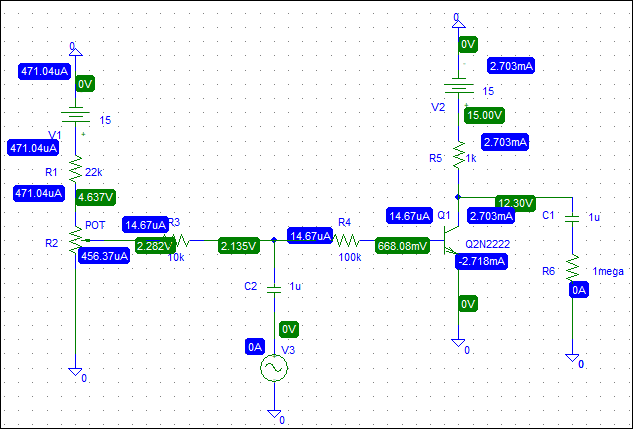 0
0
471.04uA
0V
0V
2.703mA
15
V1
+
15
V2
+
15.00V
471.04uA
R1
22k
2.703mA
R5
1k
471.04uA
4.637V
12.30V
POT
R2
14.67uA
R3
2.282V
10k
456.37uA
2.135V
14.67uA
R4
100k
14.67uA
668.08mV
Q1
2.703mA
Q2N2222
-2.718mA
C1
1u
R6
1mega
0A
C2
1u
0V
0V
0A
V3
0
0
0
0